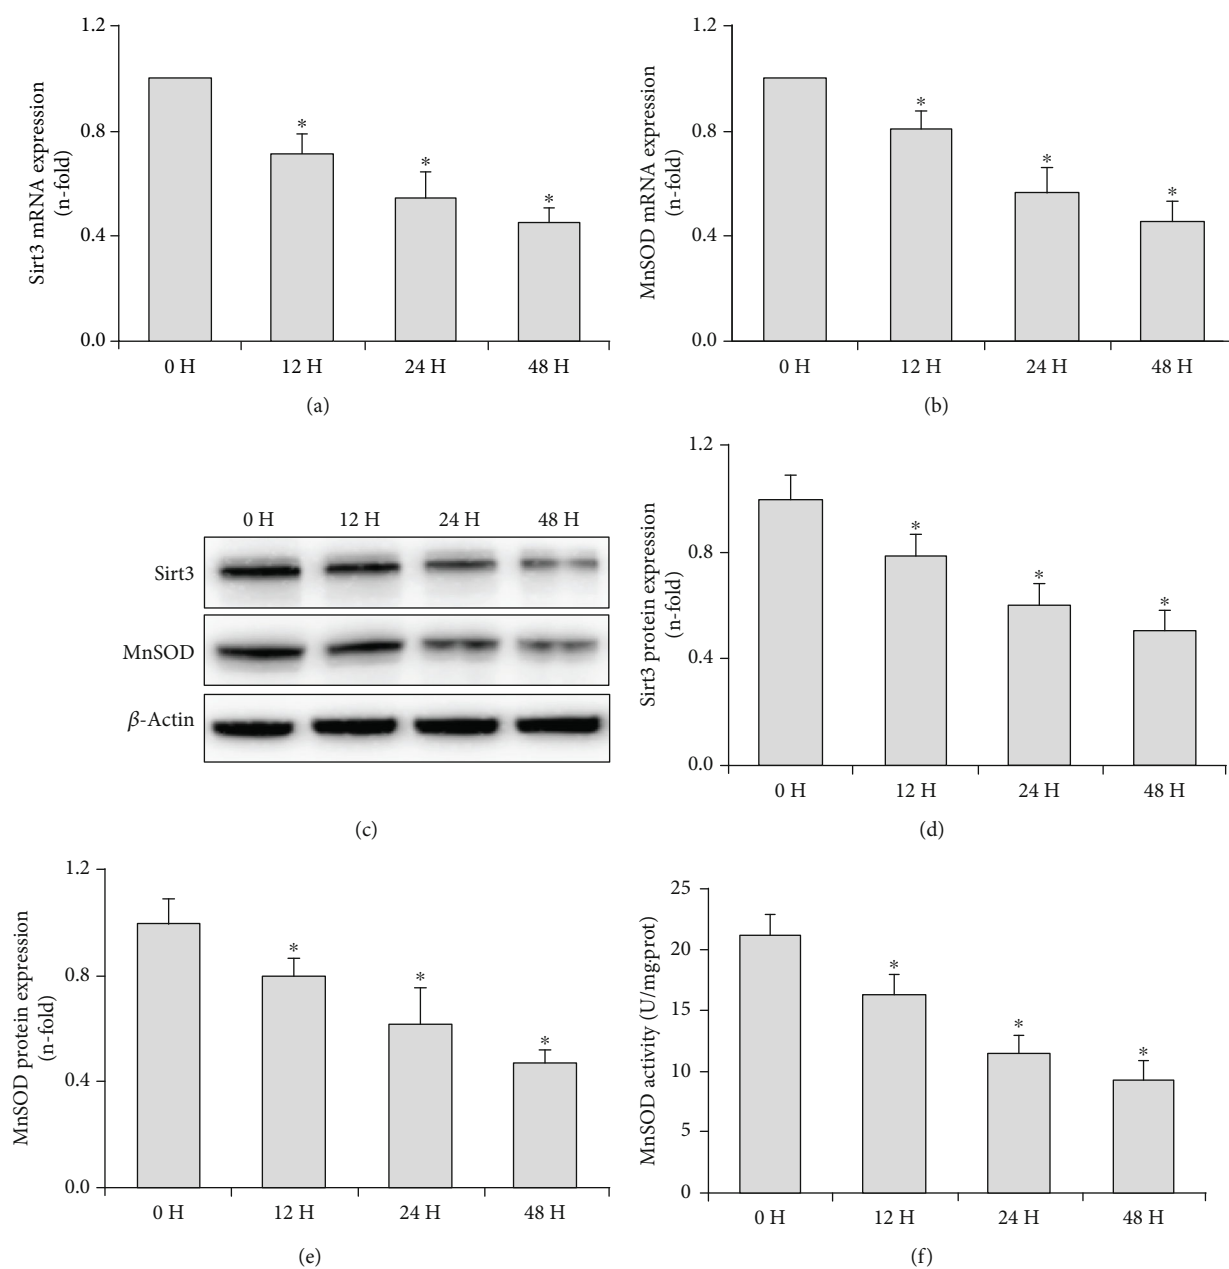 Sirt3 mRNA expression
(n-fold)
1.2
0.8
0.4
0.0
*
*
*
0 H 12 H 24 H 48 H
(a)
MnSOD mRNA expression
(n-fold)
1.2
0.8
0.4
0.0
*
*
*
0 H 12 H 24 H 48 H
(b)
0 H 12 H 24 H 48 H
Sirt3
MnSOD
β-Actin
(c)
Sirt3 protein expression
(n-fold)
1.2
0.8
0.4
0.0
*
*
*
0 H 12 H 24 H 48 H
(d)
MnSOD protein expression
(n-fold)
1.2
0.8
0.4
0.0
*
*
*
0 H 12 H 24 H 48 H
(e)
MnSOD activity (U/mg·prot)
25
20
15
10
5
0
*
*
*
0 H 12 H 24 H 48 H
(f)